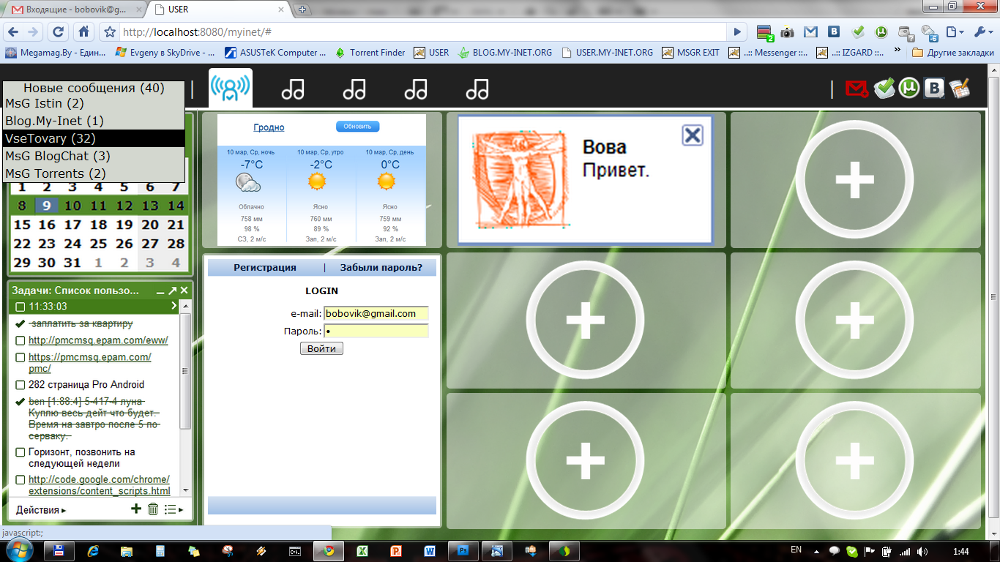 Входящие - bobovik@g...
USER
http://localhost:8080/myinet/#
2
?
-6
Megamag.By - Един...
Evgeny в SkyDrive - ...
ASUSTeK Computer ...
Torrent Finder
USER
BLOG.MY-INET.ORG
USER.MY-INET.ORG
MSGR EXIT
..:: Messenger ::..
..:: IZGARD ::..
»
Другие закладки
Новые сообщения (40)
MsG Istin (2)
Blog.My-Inet (1)
VseTovary (32)
MsG BlogChat (3)
MsG Torrents (2)
|
|
1 2 3 4 5 6 7
8 9 10 11 12 13 14
15 16 17 18 19 20 21
22 23 24 25 26 27 28
29 30 31 1 2 3 4
Гродно
Обновить
10 мар, Ср, ночь 10 мар, Ср, утро 10 мар, Ср, день
-7°C -2°C 0°C
Облачно Ясно Ясно
758 мм 760 мм 759 мм
98 % 89 % 92 %
СЗ, 2 м/с Зап, 2 м/с Зап, 2 м/с
Вова
Привет.
Задачи: Список пользо...
11:33:03
заплатить за квартиру
http://pmcmsq.epam.com/eww/
https://pmcmsq.epam.com/
pmc/
282 страница Pro Android
ben [1:88:4] 5-417-4 луна
Куплю весь дейт что будет.
Время на завтро после 5 по
серваку.
Горизонт, позвонить на
следующей недели
http://code.google.com/chrome/
extensions/content_scripts.html
Действия ▸
Регистрация | Забыли пароль?
LOGIN
e-mail: bobovik@gmail.com
Пароль: •
Войти
javascript:;
EN
1:44